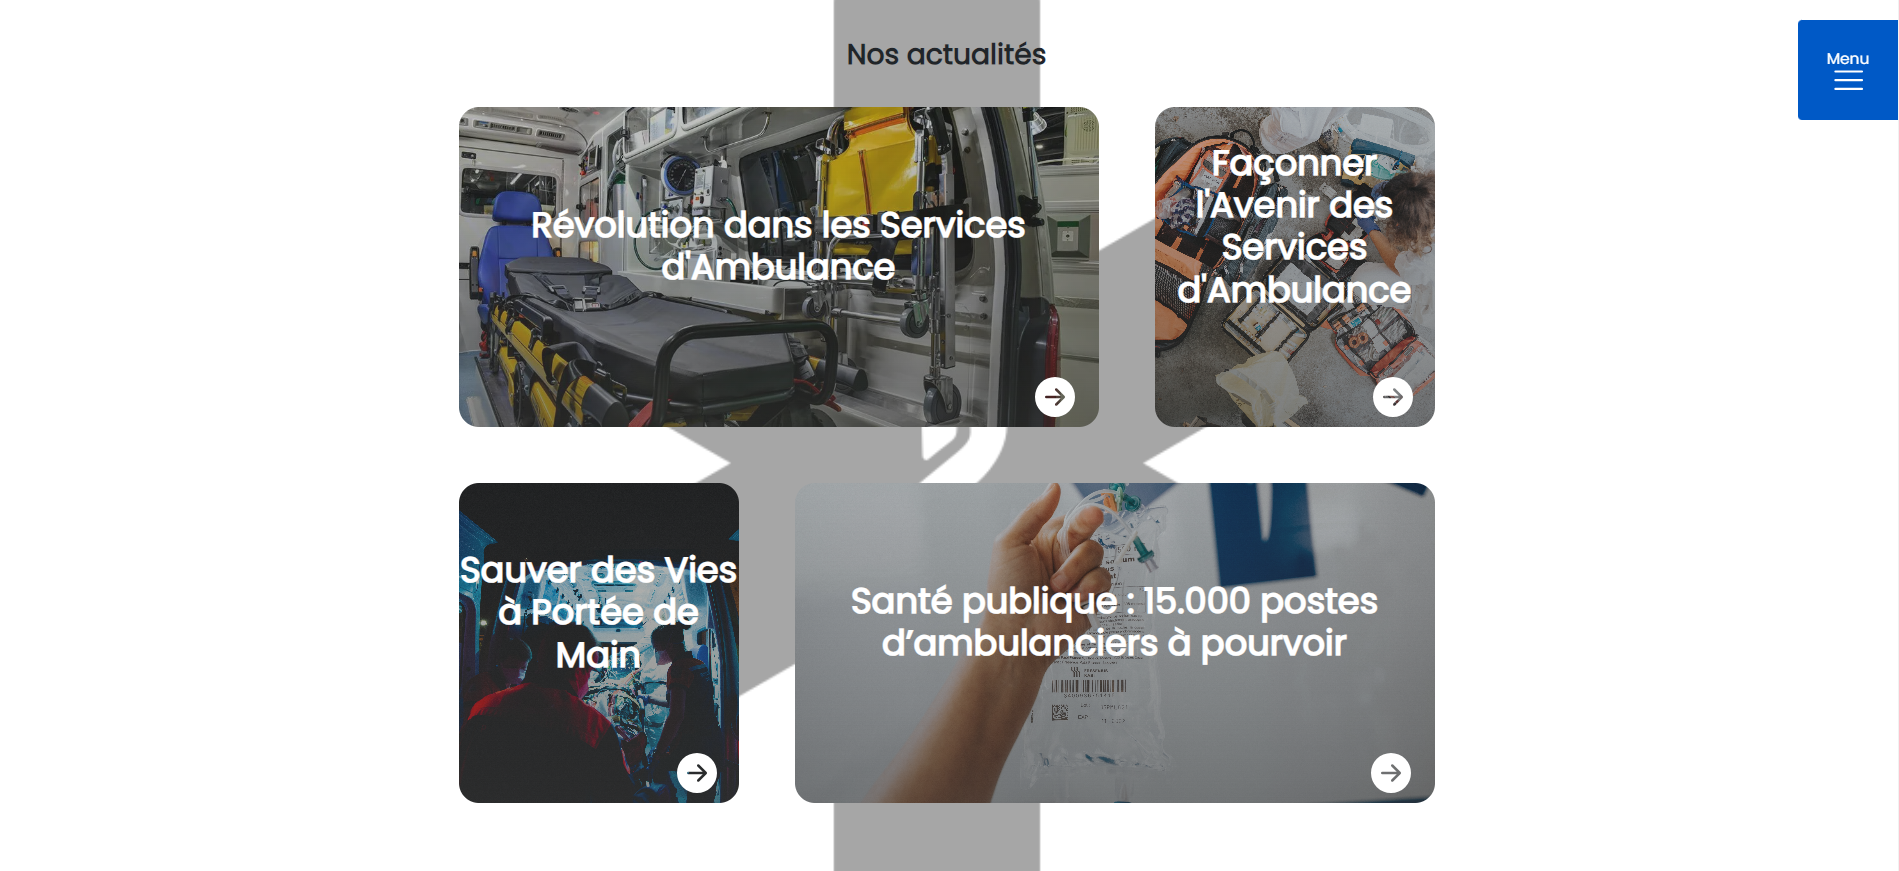 Nos actualités
Menu
Révolution dans les Services
d'Ambulance
Façonner
l'Avenir des
Services
d'Ambulance
Sauver des Vies
à Portée de
Main
Santé publique : 15.000 postes
d’ambulanciers à pourvoir